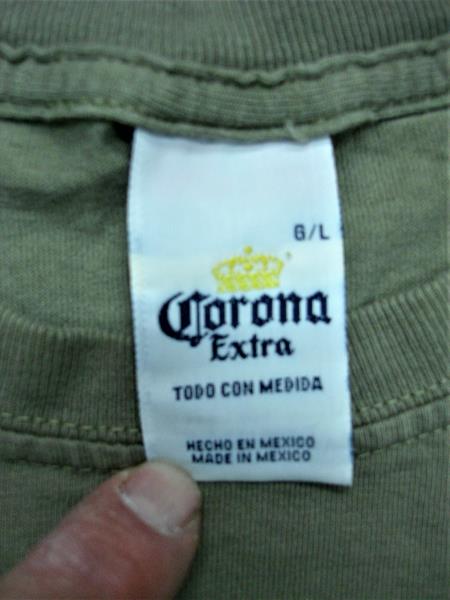 G/L
Corona
Extra
TODO CON MEDIDA
HECHO EN MEXICO
MADE IN MEXICO